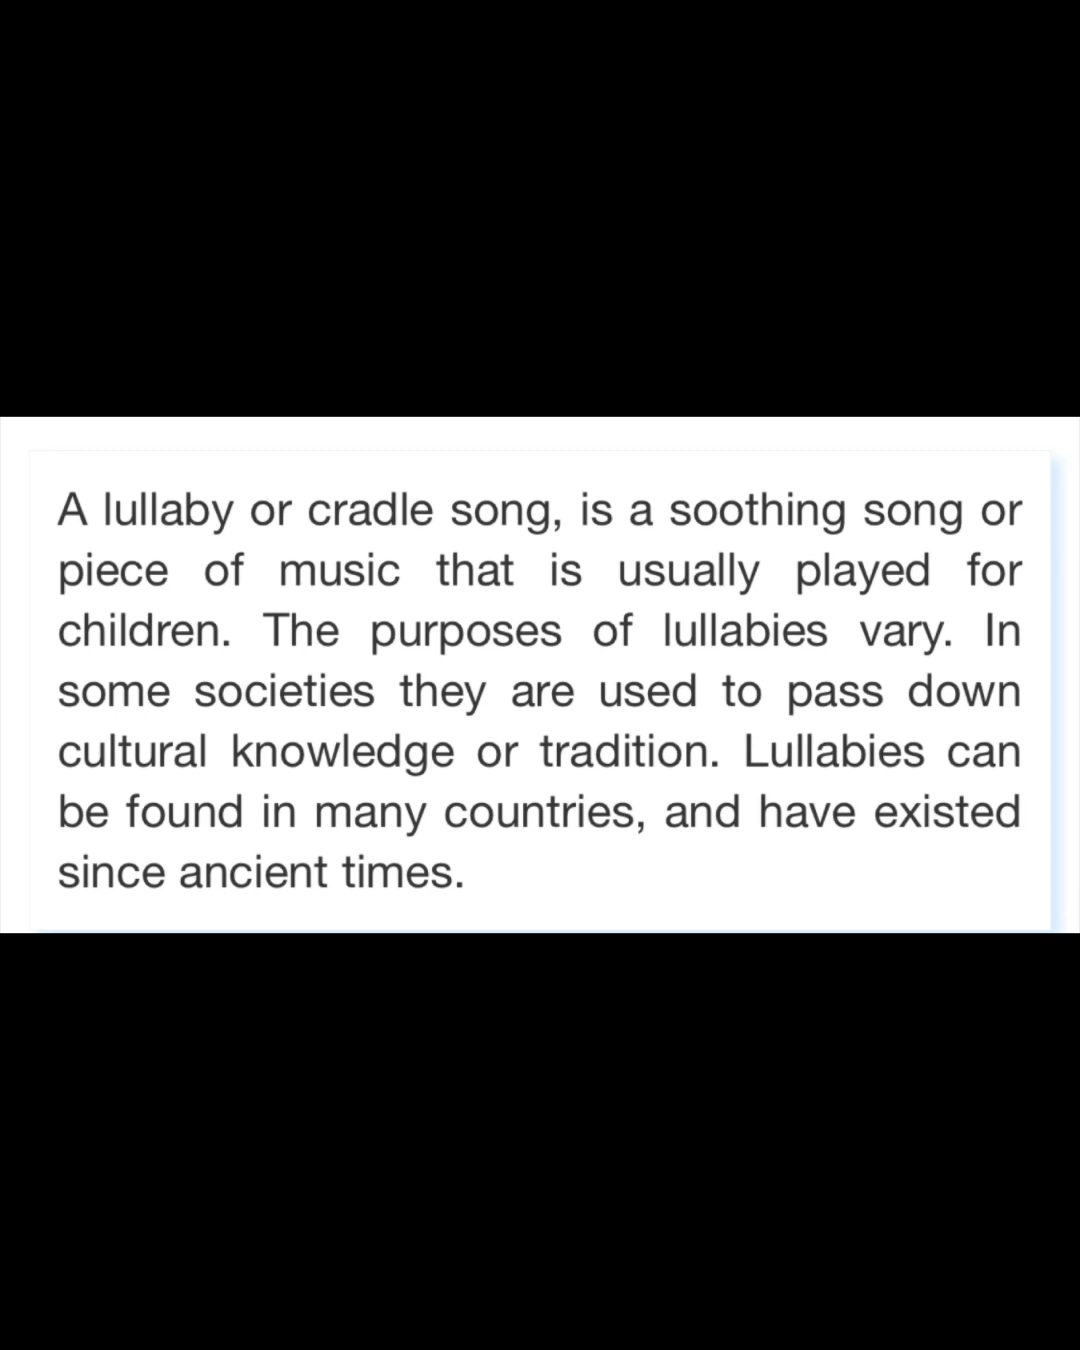 A lullaby or cradle song, is a soothing song or
piece of music that is usually played for
children. The purposes of lullabies vary. In
some societies they are used to pass down
cultural knowledge or tradition. Lullabies can
be found in many countries, and have existed
since ancient times.